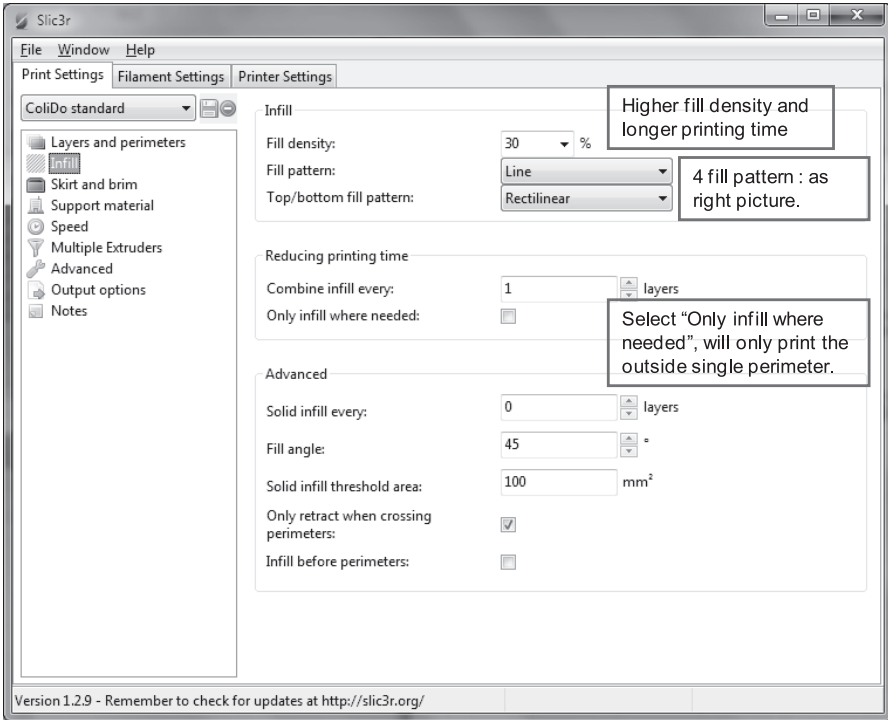 Slic3r
File Window Help
Print Settings Filament Settings Printer Settings
ColiDo standard
Layers and perimeters
Infill
Skirt and brim
Support material
Speed
Multiple Extruders
Advanced
Output options
Notes
Infill
Fill density: 30 %
Fill pattern: Line
Top/bottom fill pattern: Rectilinear
Higher fill density and
longer printing time
4 fill pattern : as
right picture.
Reducing printing time
Combine infill every: 1 layers
Only infill where needed:
Select “Only infill where
needed”, will only print the
outside single perimeter.
Advanced
Solid infill every: 0 layers
Fill angle: 45 °
Solid infill threshold area: 100 mm²
Only retract when crossing
perimeters:
Infill before perimeters:
Version 1.2.9 - Remember to check for updates at http://slic3r.org/